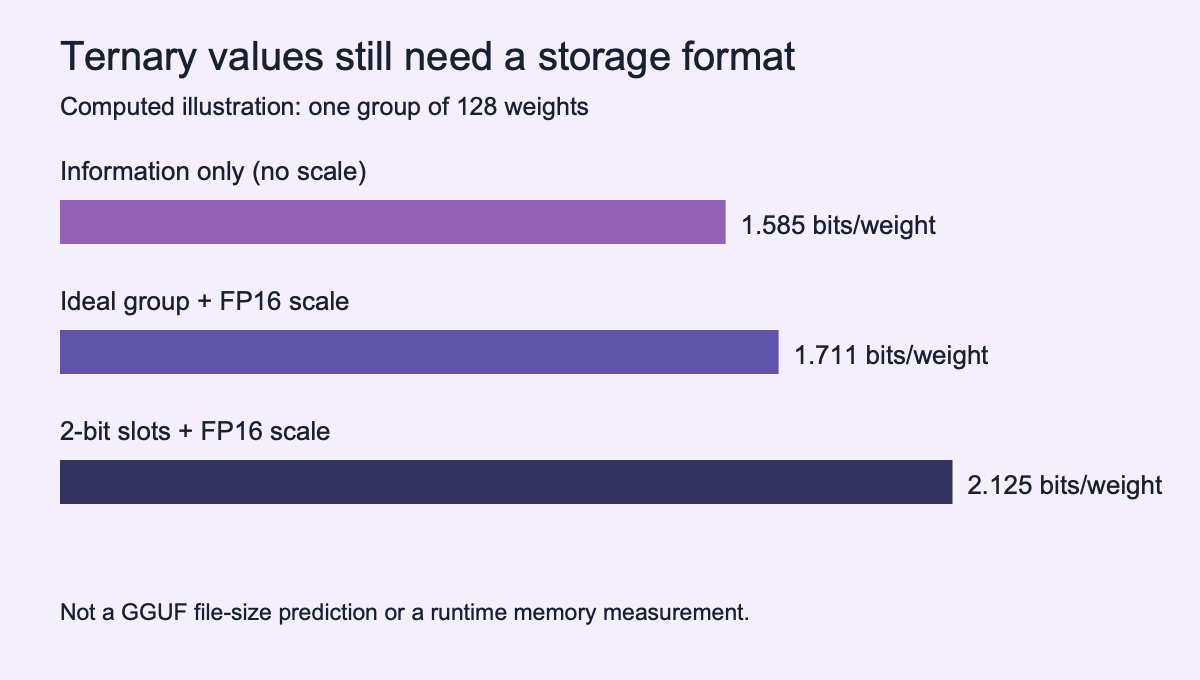 Ternary values still need a storage format
Computed illustration: one group of 128 weights
Information only (no scale)
1.585 bits/weight
Ideal group + FP16 scale
1.711 bits/weight
2-bit slots + FP16 scale
2.125 bits/weight
Not a GGUF file-size prediction or a runtime memory measurement.